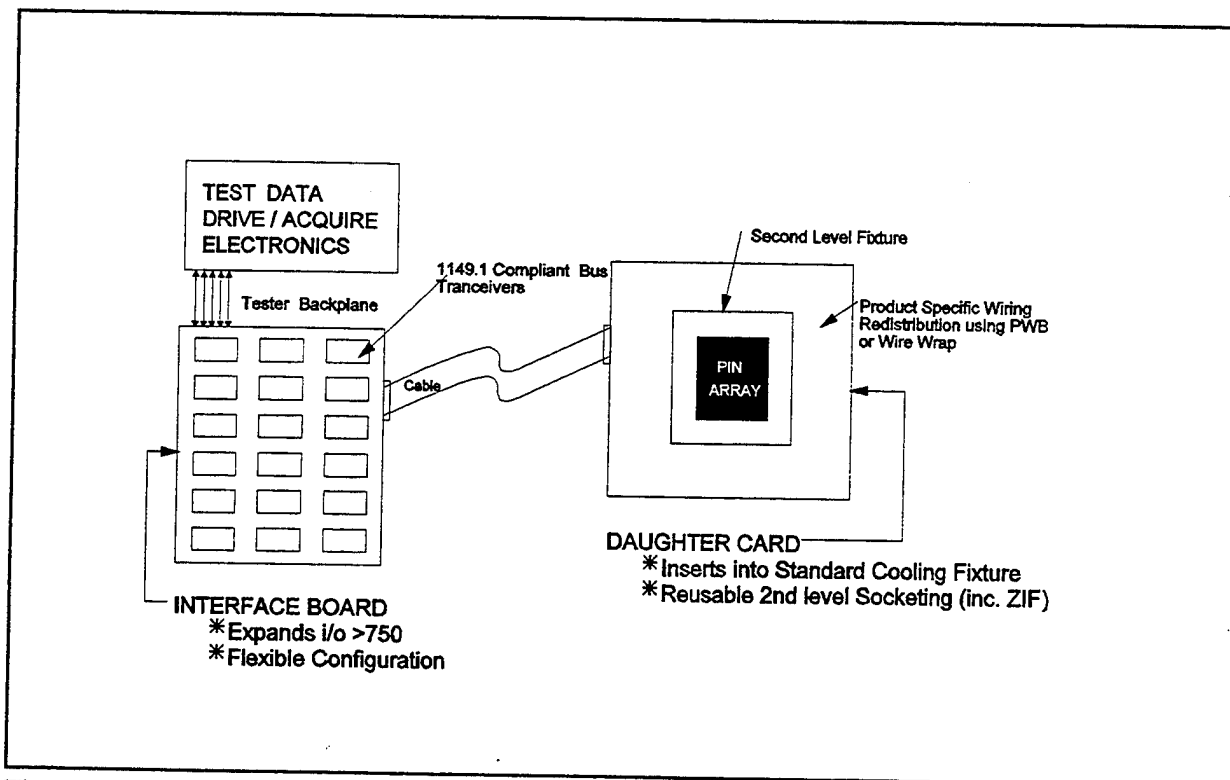 TEST DATA
DRIVE / ACQUIRE
ELECTRONICS
Tester Backplane
1149.1 Compliant Bus
Tranceivers
Cable
Second Level Fixture
Product Specific Wiring
Redistribution using PWB
or Wire Wrap
PIN
ARRAY
INTERFACE BOARD
*Expands i/o >750
*Flexible Configuration
DAUGHTER CARD
*Inserts into Standard Cooling Fixture
*Reusable 2nd level Socketing (inc. ZIF)